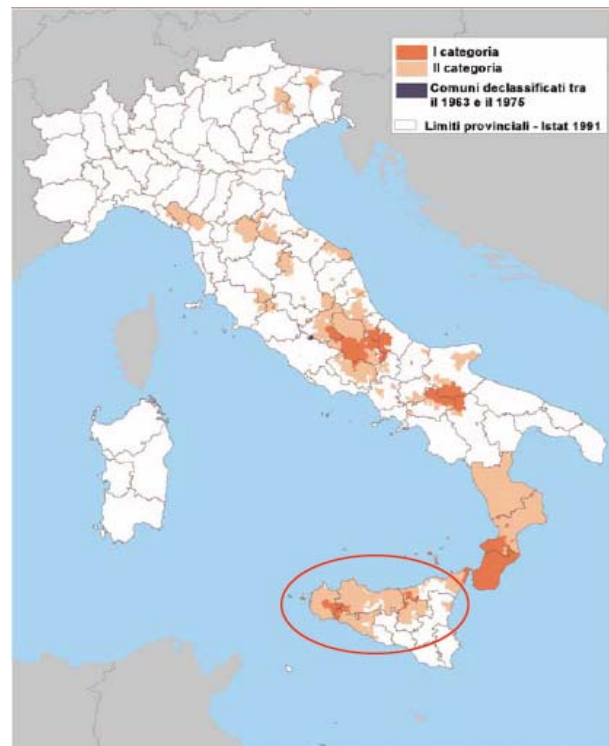 I categoria
II categoria
Comuni declassificati tra
il 1963 e il 1975
Limiti provinciali - Istat 1991